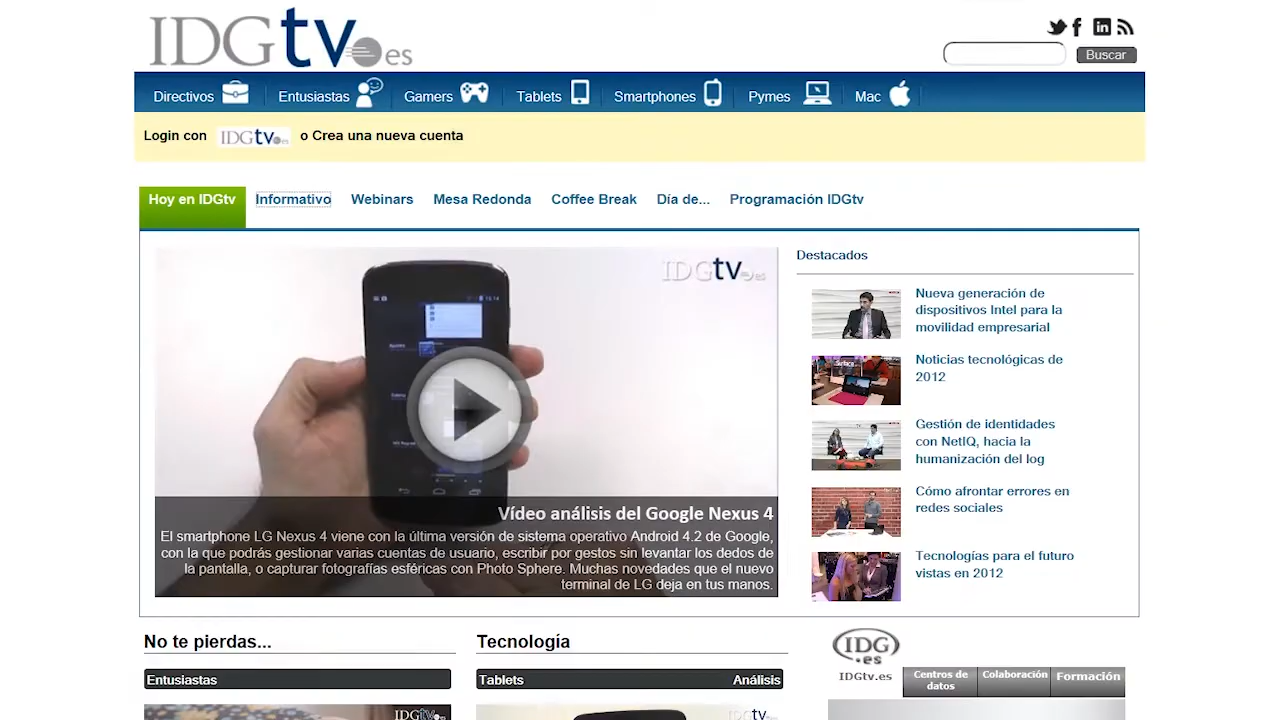 IDGtv.es
Buscar
Directivos
Entusiastas
Gamers
Tablets
Smartphones
Pymes
Mac
Login con IDGtv.es o Crea una nueva cuenta
Hoy en IDGtv
Informativo
Webinars
Mesa Redonda
Coffee Break
Día de...
Programación IDGtv
IDGtv.es
Vídeo análisis del Google Nexus 4
El smartphone LG Nexus 4 viene con la última versión de sistema operativo Android 4.2 de Google,
con la que podrás gestionar varias cuentas de usuario, escribir por gestos sin levantar los dedos de
la pantalla, o capturar fotografías esféricas con Photo Sphere. Muchas novedades que el nuevo
terminal de LG deja en tus manos.
Destacados
Nueva generación de
dispositivos Intel para la
movilidad empresarial
Noticias tecnológicas de
2012
Gestión de identidades
con NetIQ, hacia la
humanización del log
Cómo afrontar errores en
redes sociales
Tecnologías para el futuro
vistas en 2012
No te pierdas...
Entusiastas
IDGtv.es
Tecnología
Tablets
Análisis
IDGtv.es
IDG
.es
IDGtv.es
Centros de
datos
Colaboración
Formación